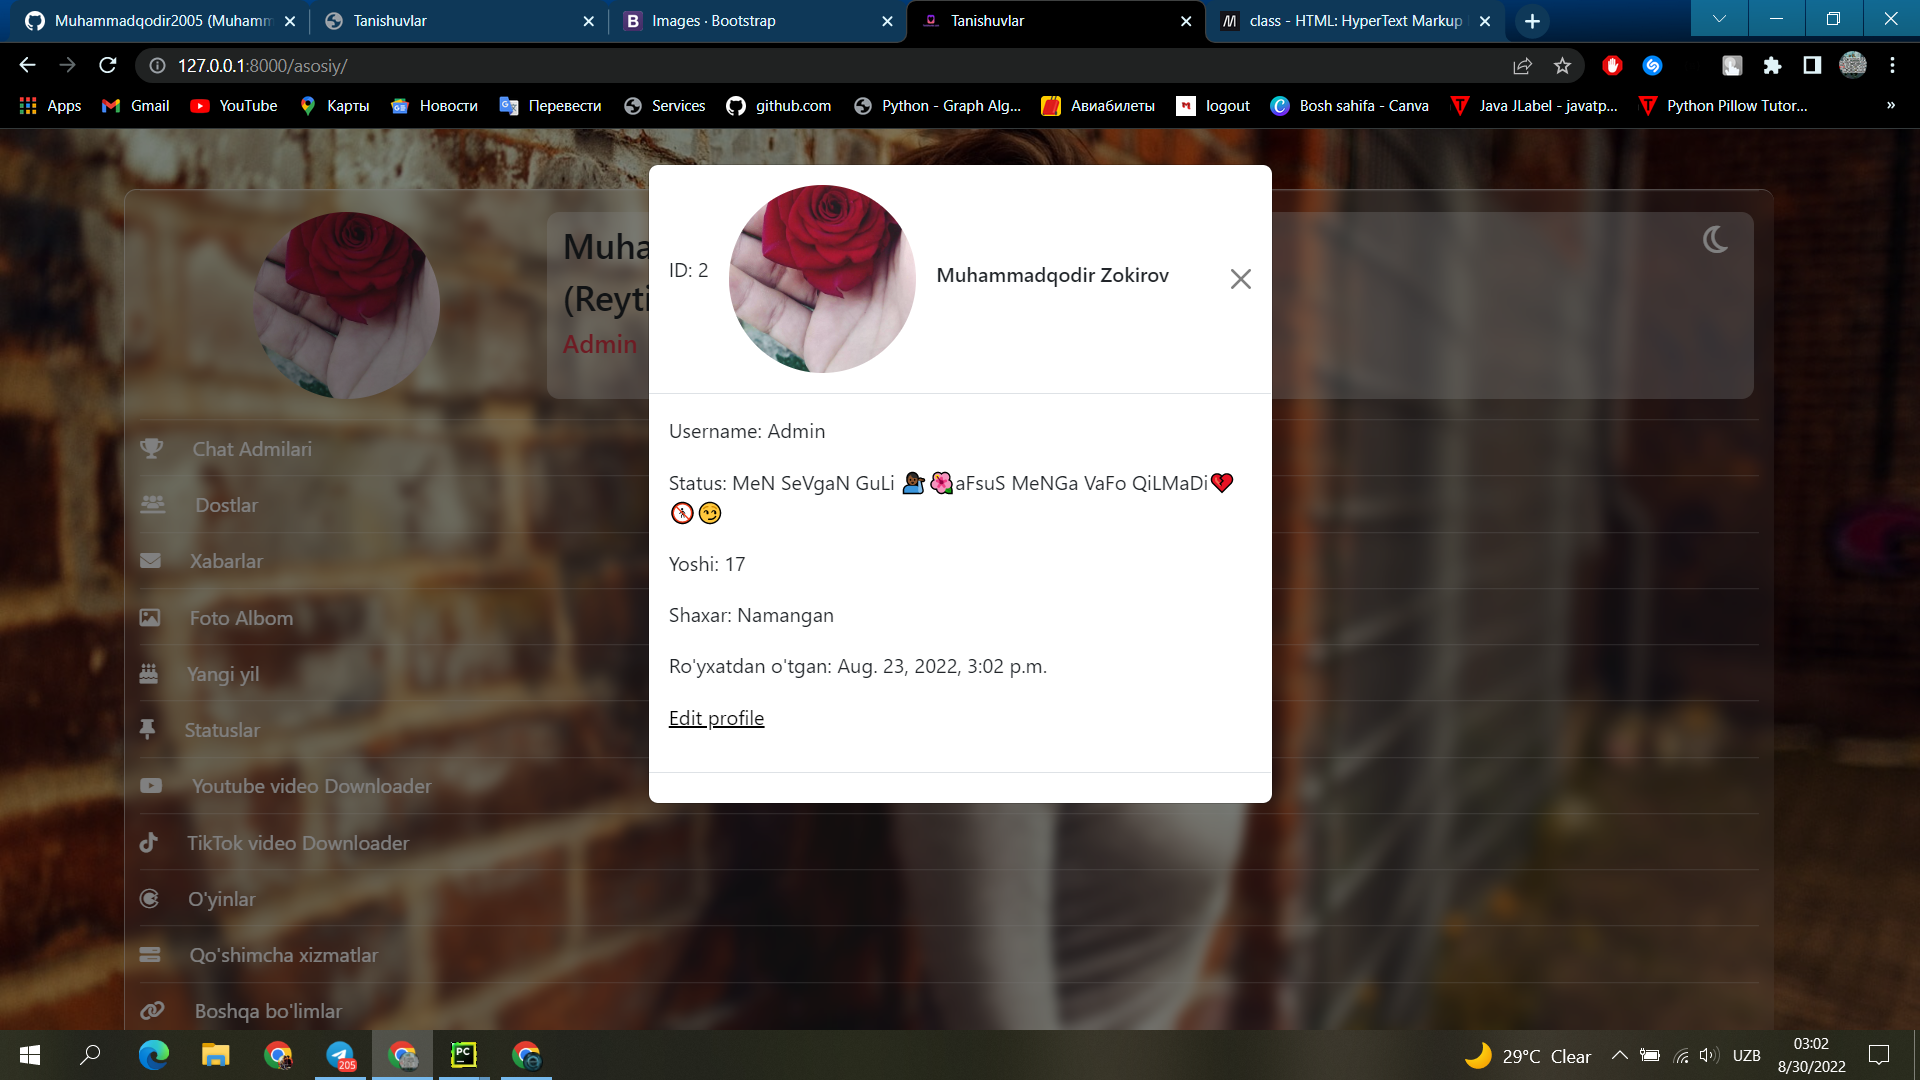 Muhammadqodir2005 (Muhamm
Tanishuvlar
Images · Bootstrap
Tanishuvlar
class - HTML: HyperText Markup
127.0.0.1:8000/asosiy/
Apps
Gmail
YouTube
Карты
Новости
Перевести
Services
github.com
Python - Graph Alg...
Авиабилеты
logout
Bosh sahifa - Canva
Java JLabel - javatp...
Python Pillow Tutor...
»
Muha
(Reyti
Admin
ID: 2
Muhammadqodir Zokirov
Username: Admin
Status: MeN SeVgaN GuLi 💇🏿‍♂️🌺aFsuS MeNGa VaFo QiLMaDi💔
🚷😏
Yoshi: 17
Shaxar: Namangan
Ro'yxatdan o'tgan: Aug. 23, 2022, 3:02 p.m.
Edit profile
Chat Admilari
Dostlar
Xabarlar
Foto Albom
Yangi yil
Statuslar
Youtube video Downloader
TikTok video Downloader
O'yinlar
Qo'shimcha xizmatlar
Boshqa bo'limlar
205
PC
29°C Clear
UZB
03:02
8/30/2022